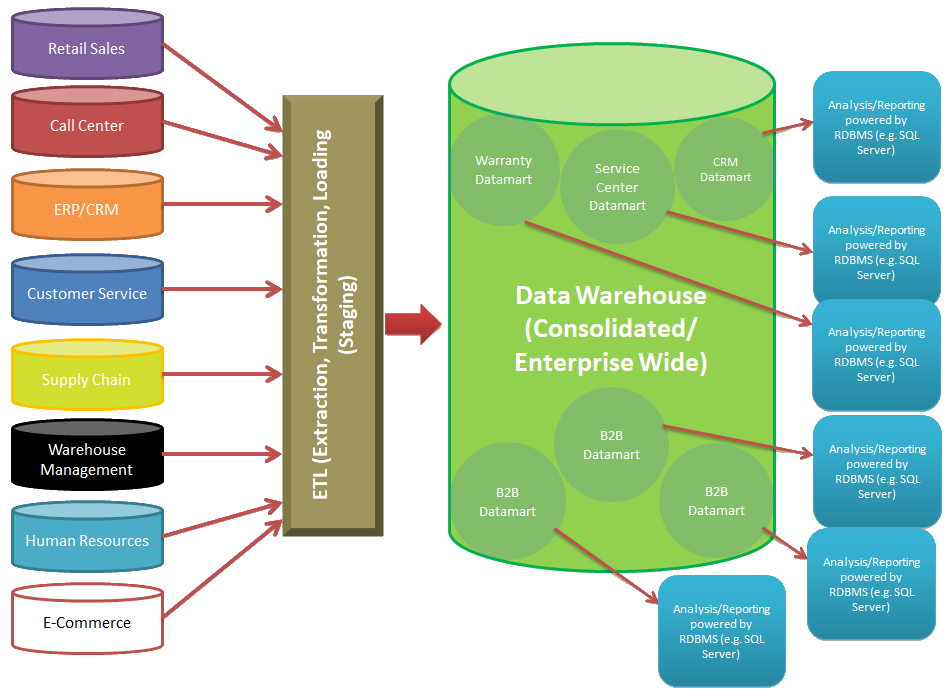 Retail Sales
Call Center
ERP/CRM
Customer Service
Supply Chain
Warehouse
Management
Human Resources
E-Commerce
ETL (Extraction, Transformation, Loading
(Staging)
Warranty
Datamart
Service
Center
Datamart
CRM
Datamart
Data Warehouse
(Consolidated/
Enterprise Wide)
B2B
Datamart
B2B
Datamart
B2B
Datamart
Analysis/Reporting
powered by
RDBMS (e.g. SQL
Server)
Analysis/Reporting
powered by
RDBMS (e.g. SQL
Server)
Analysis/Reporting
powered by
RDBMS (e.g. SQL
Server)
Analysis/Reporting
powered by
RDBMS (e.g. SQL
Server)
Analysis/Reporting
powered by
RDBMS (e.g. SQL
Server)
Analysis/Reporting
powered by
RDBMS (e.g. SQL
Server)